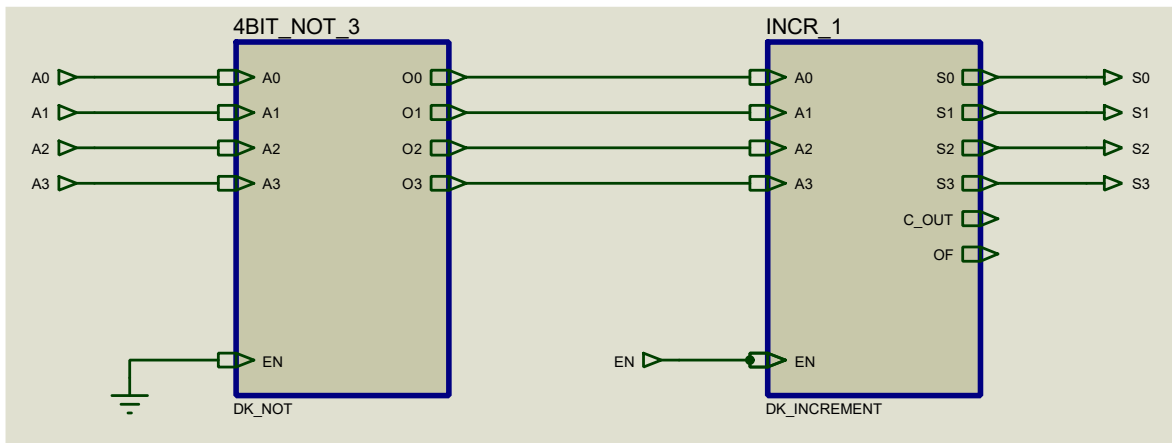 4BIT_NOT_3 INCR_1
A0 A0 O0 A0 S0 S0
A1 A1 O1 A1 S1 S1
A2 A2 O2 A2 S2 S2
A3 A3 O3 A3 S3 S3
C_OUT
OF
EN EN EN
DK_NOT DK_INCREMENT